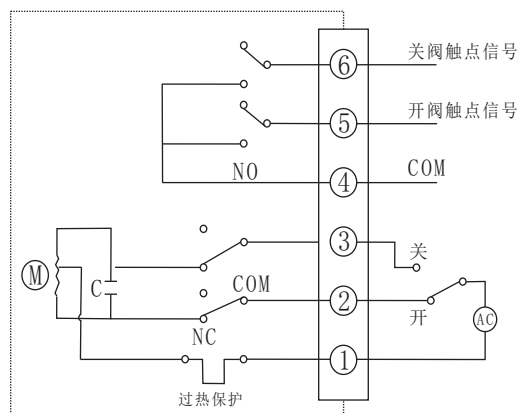 ⑥ 关阀触点信号
⑤ 开阀触点信号
NO ④ COM
③ 关
M C COM ② 开 AC
NC
①
过热保护